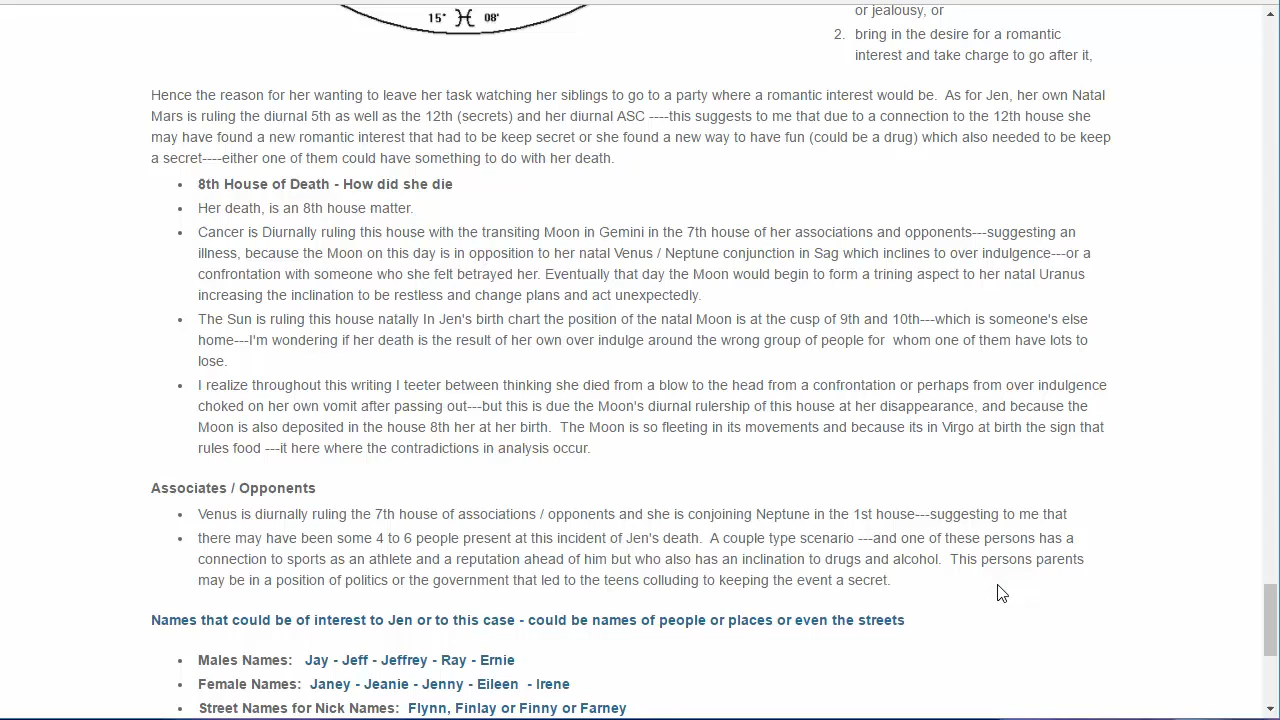 or jealousy, or
15° ♓ 08'
2. bring in the desire for a romantic
interest and take charge to go after it,
Hence the reason for her wanting to leave her task watching her siblings to go to a party where a romantic interest would be.  As for Jen, her own Natal
Mars is ruling the diurnal 5th as well as the 12th (secrets) and her diurnal ASC ----this suggests to me that due to a connection to the 12th house she
may have found a new romantic interest that had to be keep secret or she found a new way to have fun (could be a drug) which also needed to be keep
a secret----either one of them could have something to do with her death.
• 8th House of Death - How did she die
• Her death, is an 8th house matter.
• Cancer is Diurnally ruling this house with the transiting Moon in Gemini in the 7th house of her associations and opponents---suggesting an
illness, because the Moon on this day is in opposition to her natal Venus / Neptune conjunction in Sag which inclines to over indulgence---or a
confrontation with someone who she felt betrayed her. Eventually that day the Moon would begin to form a trining aspect to her natal Uranus
increasing the inclination to be restless and change plans and act unexpectedly.
• The Sun is ruling this house natally In Jen's birth chart the position of the natal Moon is at the cusp of 9th and 10th---which is someone's else
home---I'm wondering if her death is the result of her own over indulge around the wrong group of people for  whom one of them have lots to
lose.
• I realize throughout this writing I teeter between thinking she died from a blow to the head from a confrontation or perhaps from over indulgence
choked on her own vomit after passing out---but this is due the Moon's diurnal rulership of this house at her disappearance, and because the
Moon is also deposited in the house 8th her at her birth.  The Moon is so fleeting in its movements and because its in Virgo at birth the sign that
rules food ---it here where the contradictions in analysis occur.
Associates / Opponents
• Venus is diurnally ruling the 7th house of associations / opponents and she is conjoining Neptune in the 1st house---suggesting to me that
• there may have been some 4 to 6 people present at this incident of Jen's death.  A couple type scenario ---and one of these persons has a
connection to sports as an athlete and a reputation ahead of him but who also has an inclination to drugs and alcohol.  This persons parents
may be in a position of politics or the government that led to the teens colluding to keeping the event a secret.
Names that could be of interest to Jen or to this case - could be names of people or places or even the streets
• Males Names:   Jay - Jeff - Jeffrey - Ray - Ernie
• Female Names:  Janey - Jeanie - Jenny - Eileen  - Irene
• Street Names for Nick Names:  Flynn, Finlay or Finny or Farney